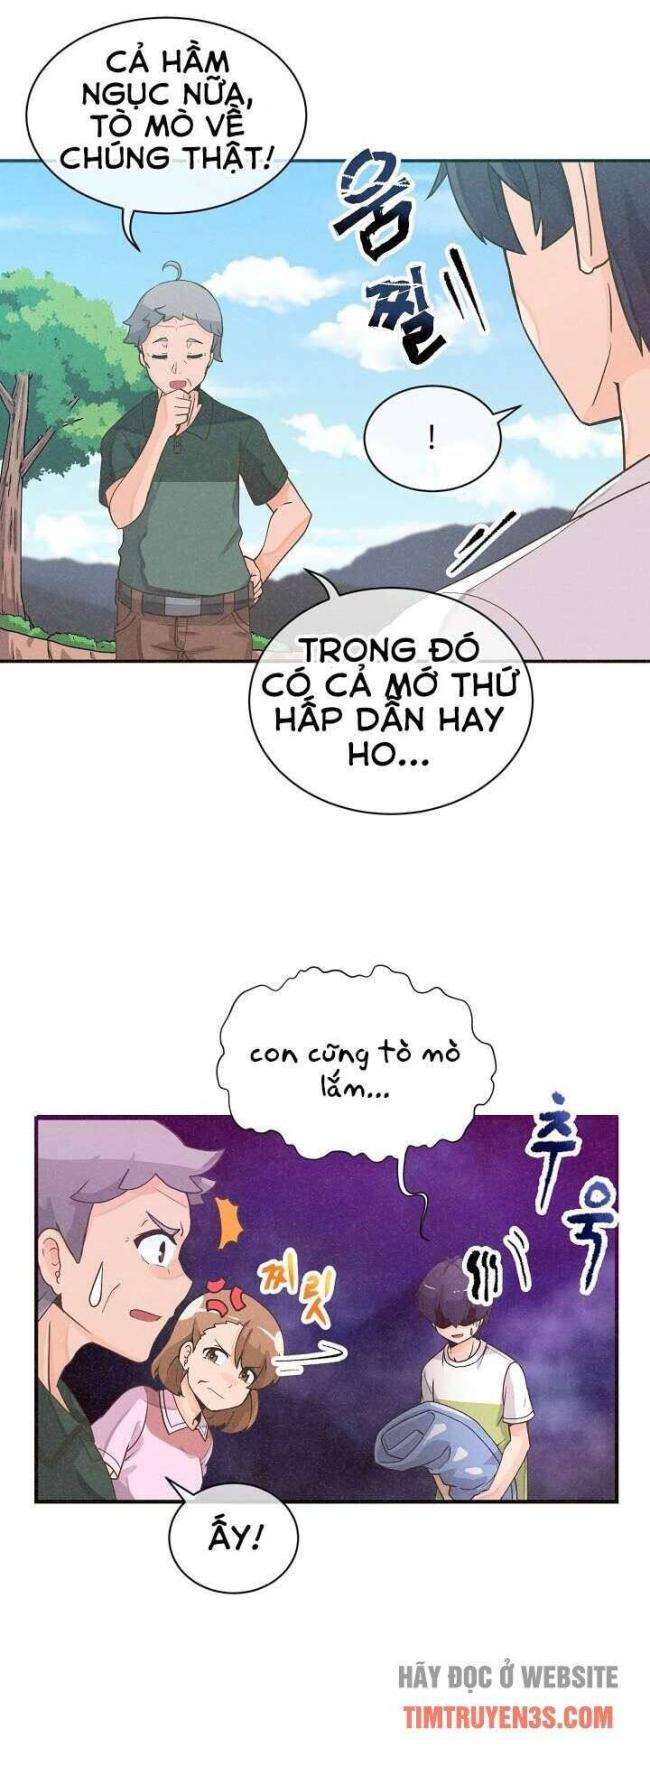 CẢ HẦM
NGỤC NỮA,
TÒ MÒ VỀ
CHÚNG THẬT!
움
찔
!
TRONG ĐÓ
CÓ CẢ MỚ THỨ
HẤP DẪN HAY
HO...
con cũng tò mò
lắm...
추
욱
찌릿
ẤY!
HÃY ĐỌC Ở WEBSITE
TIMTRUYEN3S.COM